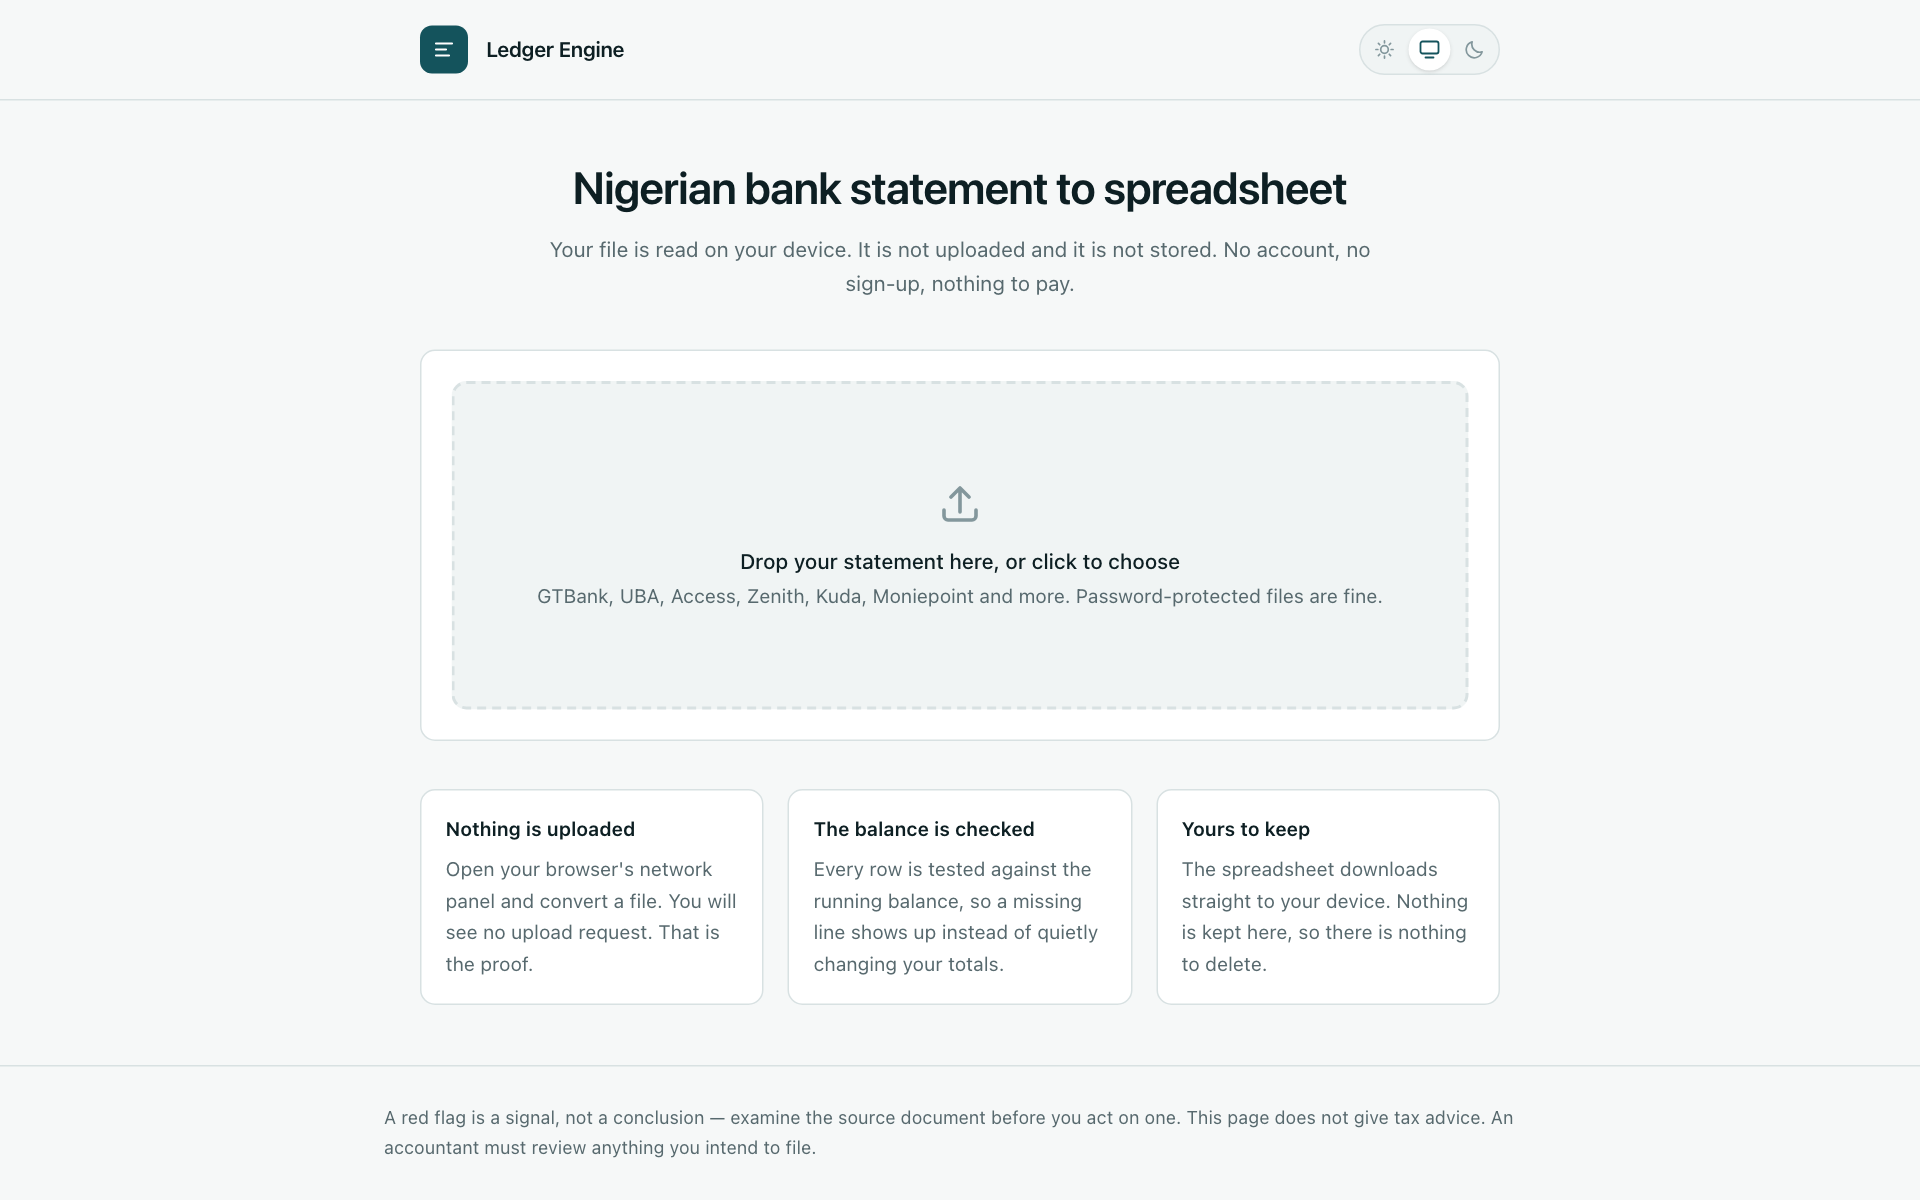 Ledger Engine
Nigerian bank statement to spreadsheet
Your file is read on your device. It is not uploaded and it is not stored. No account, no
sign-up, nothing to pay.
Drop your statement here, or click to choose
GTBank, UBA, Access, Zenith, Kuda, Moniepoint and more. Password-protected files are fine.
Nothing is uploaded
Open your browser's network
panel and convert a file. You will
see no upload request. That is
the proof.
The balance is checked
Every row is tested against the
running balance, so a missing
line shows up instead of quietly
changing your totals.
Yours to keep
The spreadsheet downloads
straight to your device. Nothing
is kept here, so there is nothing
to delete.
A red flag is a signal, not a conclusion — examine the source document before you act on one. This page does not give tax advice. An
accountant must review anything you intend to file.